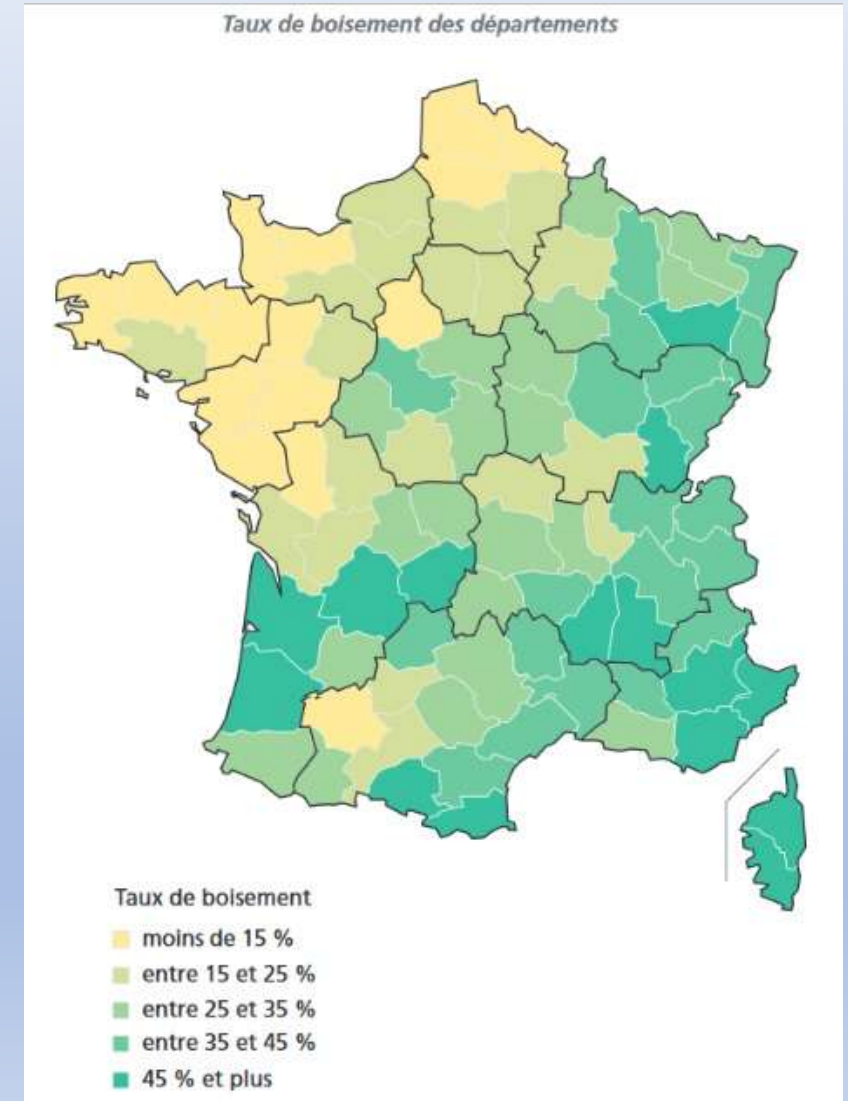 Taux de boisement des départements
Taux de boisement
moins de 15 %
entre 15 et 25 %
entre 25 et 35 %
entre 35 et 45 %
45 % et plus